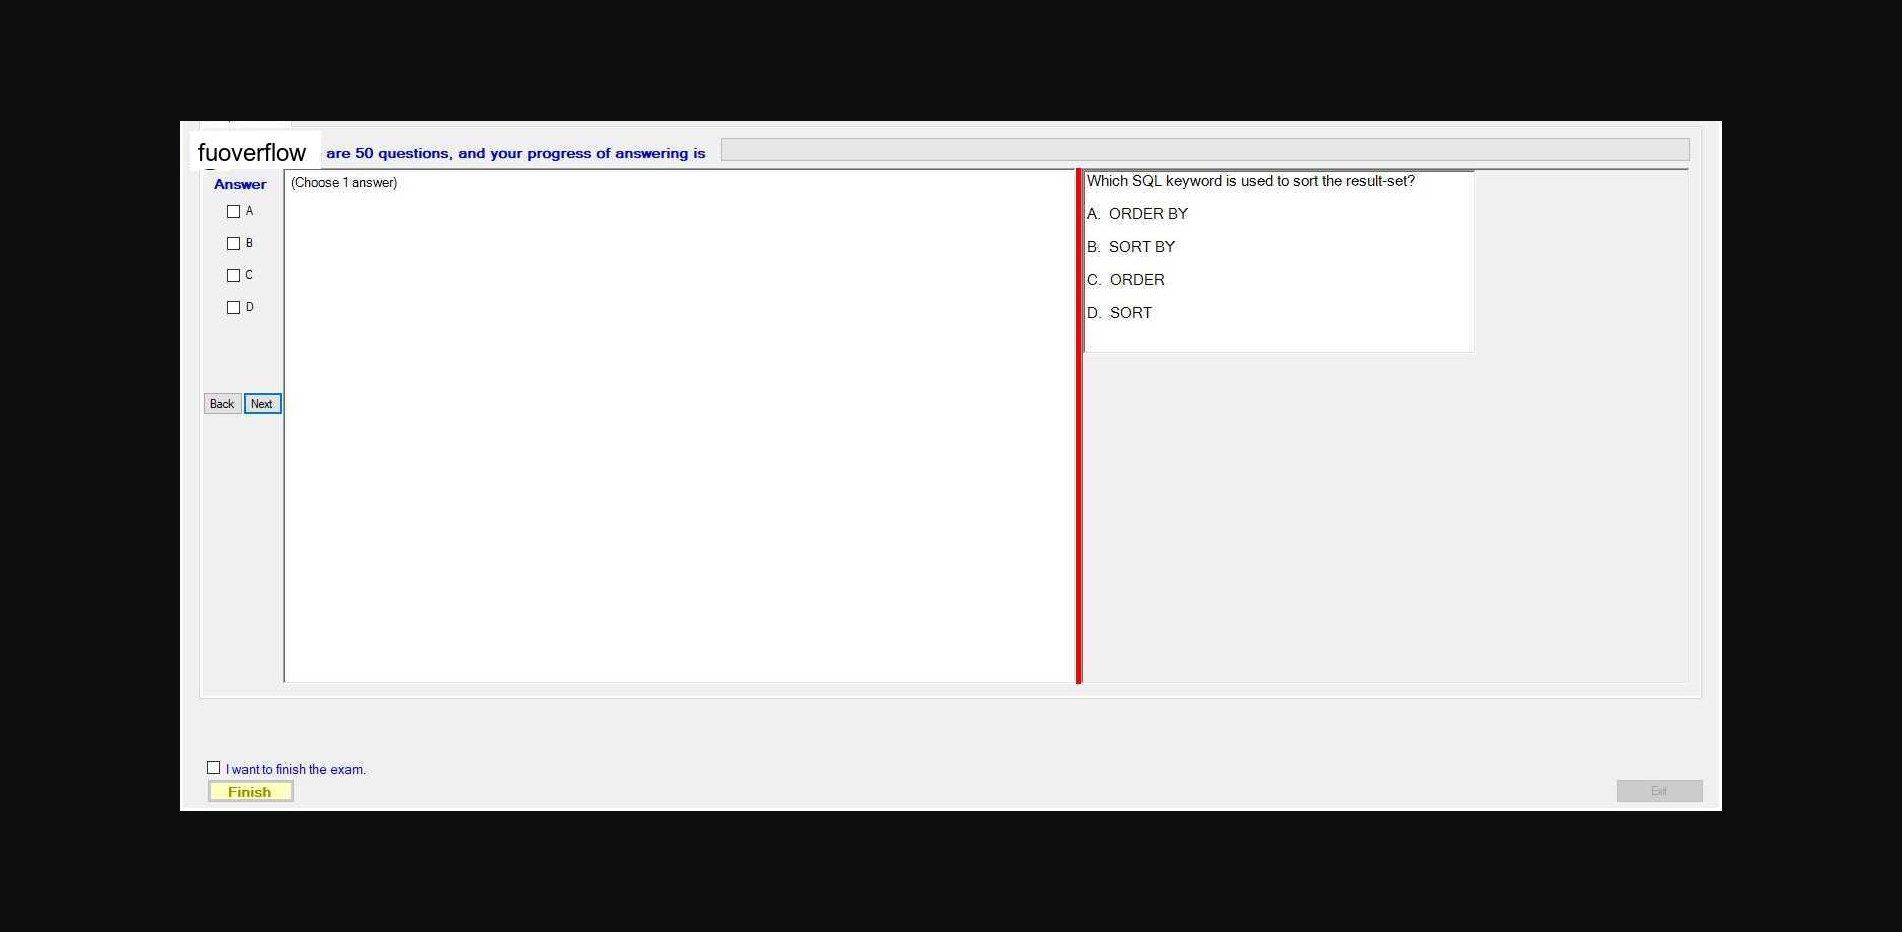 fuoverflow are 50 questions, and your progress of answering is
Answer
(Choose 1 answer)
A
B
C
D
Back Next
Which SQL keyword is used to sort the result-set?
A. ORDER BY
B. SORT BY
C. ORDER
D. SORT
I want to finish the exam.
Finish
Exit